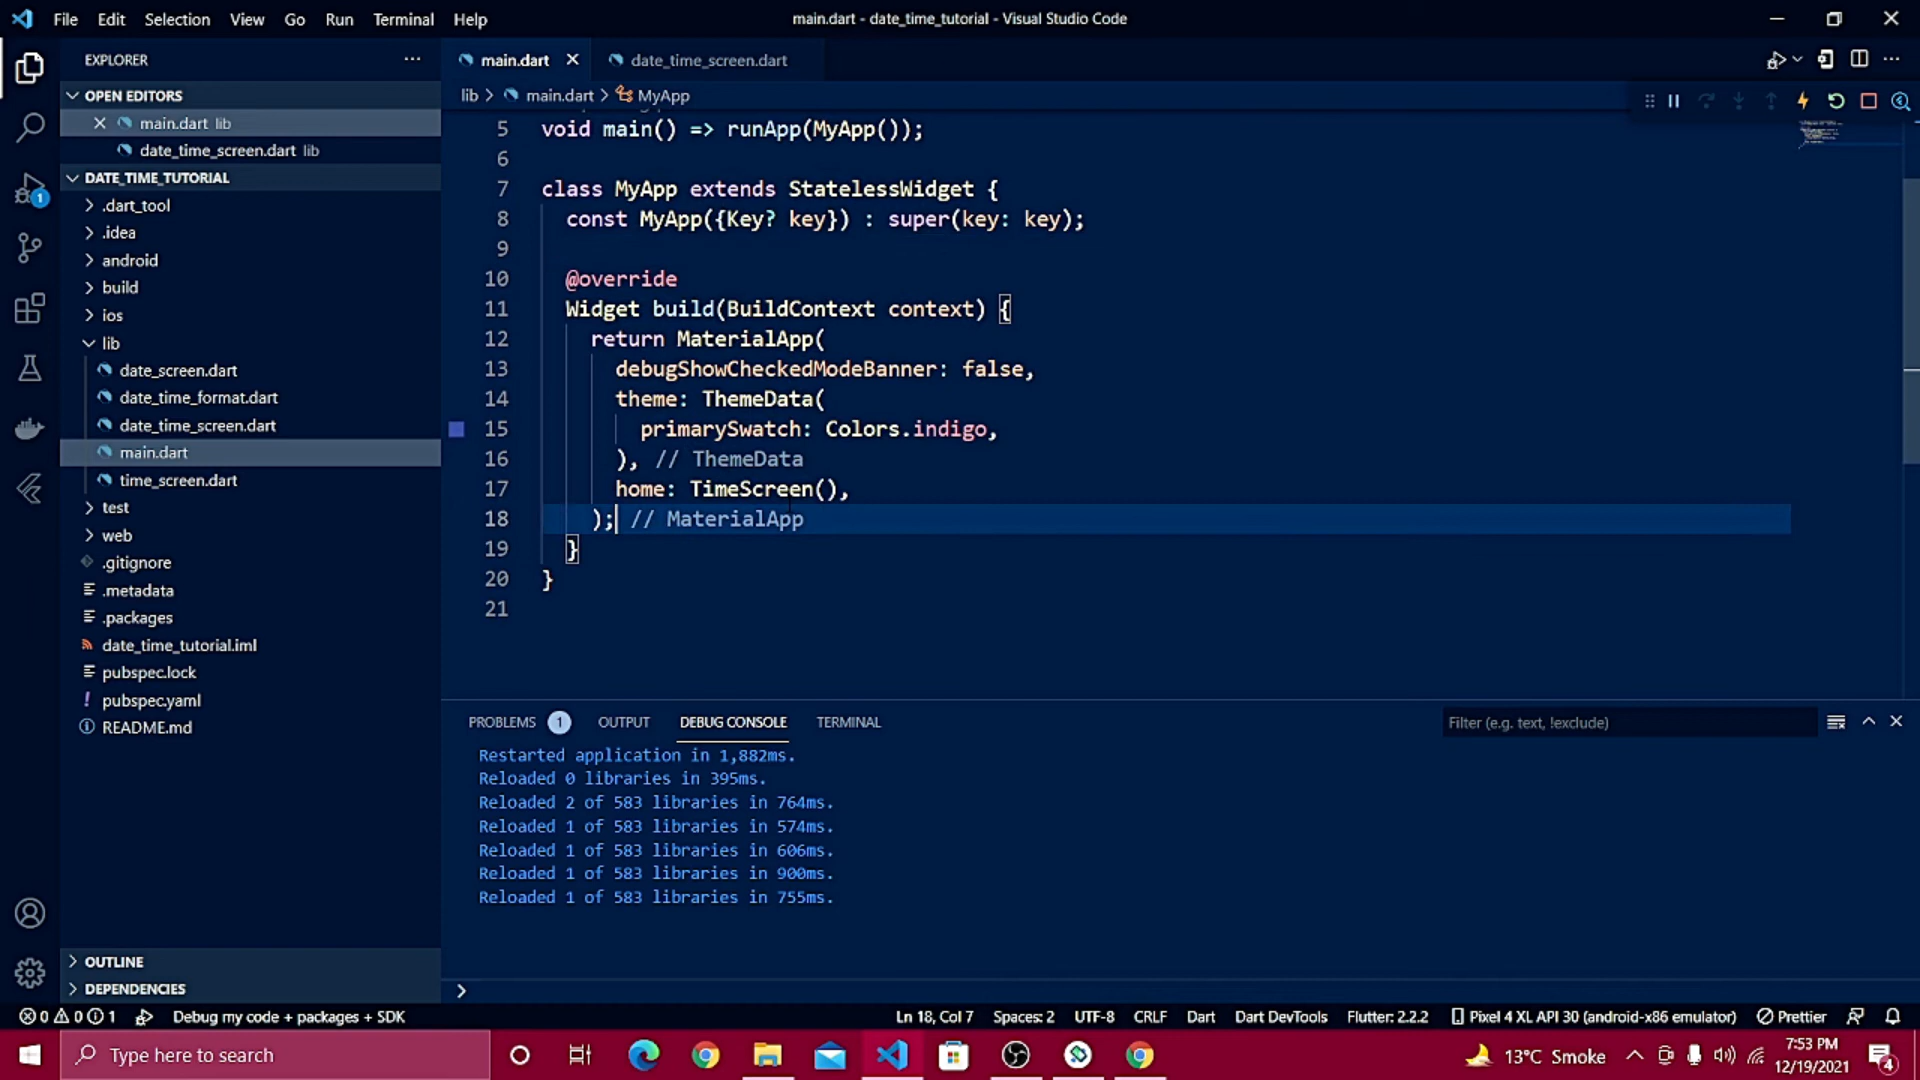 File Edit Selection View Go Run Terminal Help
main.dart - date_time_tutorial - Visual Studio Code
EXPLORER
OPEN EDITORS
main.dart lib
date_time_screen.dart lib
DATE_TIME_TUTORIAL
.dart_tool
.idea
android
build
ios
lib
date_screen.dart
date_time_format.dart
date_time_screen.dart
main.dart
time_screen.dart
test
web
.gitignore
.metadata
.packages
date_time_tutorial.iml
pubspec.lock
pubspec.yaml
README.md
OUTLINE
DEPENDENCIES
1
main.dart date_time_screen.dart
lib > main.dart > MyApp
5 void main() => runApp(MyApp());
6
7 class MyApp extends StatelessWidget {
8 const MyApp({Key? key}) : super(key: key);
9
10 @override
11 Widget build(BuildContext context) {
12 return MaterialApp(
13 debugShowCheckedModeBanner: false,
14 theme: ThemeData(
15 primarySwatch: Colors.indigo,
16 ), // ThemeData
17 home: TimeScreen(),
18 ); // MaterialApp
19 }
20 }
21
PROBLEMS 1 OUTPUT DEBUG CONSOLE TERMINAL
Filter (e.g. text, !exclude)
Restarted application in 1,882ms.
Reloaded 0 libraries in 395ms.
Reloaded 2 of 583 libraries in 764ms.
Reloaded 1 of 583 libraries in 574ms.
Reloaded 1 of 583 libraries in 606ms.
Reloaded 1 of 583 libraries in 900ms.
Reloaded 1 of 583 libraries in 755ms.
0 0 1 Debug my code + packages + SDK
Ln 18, Col 7 Spaces: 2 UTF-8 CRLF Dart Dart DevTools Flutter: 2.2.2 Pixel 4 XL API 30 (android-x86 emulator) Prettier
Type here to search
13°C Smoke
7:53 PM
12/19/2021
4